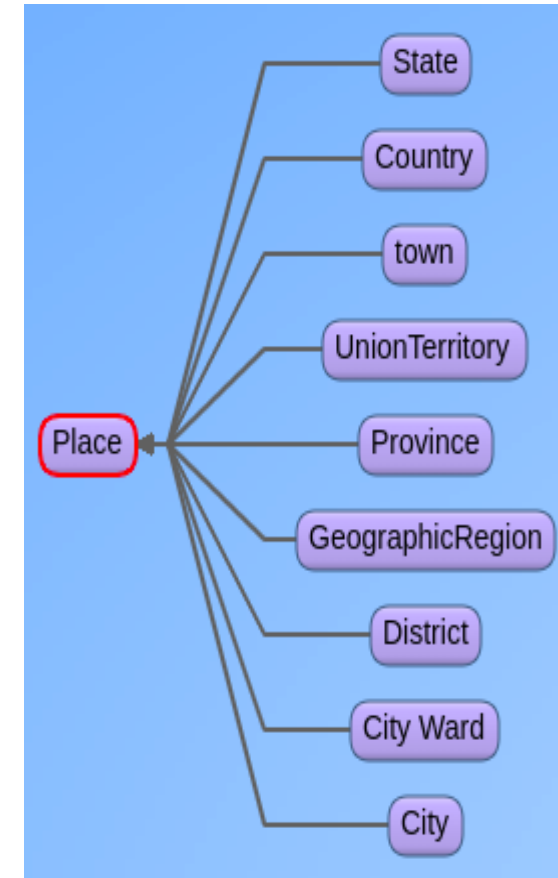 State
Country
town
UnionTerritory
Place
Province
GeographicRegion
District
City Ward
City